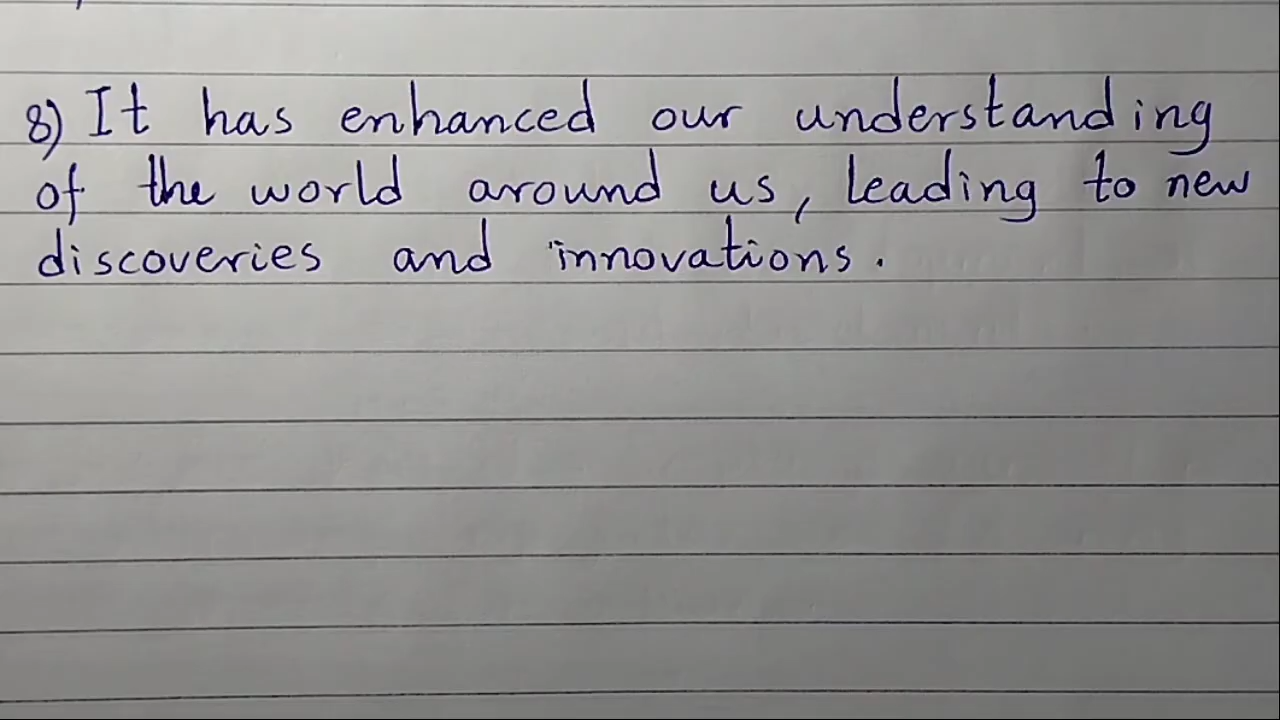 8) It has enhanced our understanding
of the world around us, leading to new
discoveries and innovations.